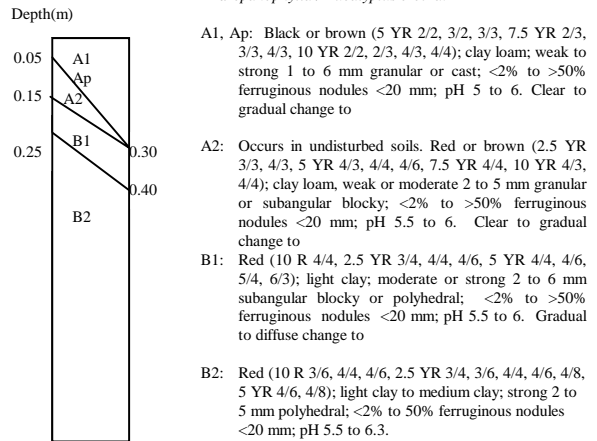 Depth(m)
0.05
0.15
0.25
A1
Ap
A2
B1
B2
0.30
0.40
A1, Ap: Black or brown (5 YR 2/2, 3/2, 3/3, 7.5 YR 2/3,
3/3, 4/3, 10 YR 2/2, 2/3, 4/3, 4/4); clay loam; weak to
strong 1 to 6 mm granular or cast; <2% to >50%
ferruginous nodules <20 mm; pH 5 to 6. Clear to
gradual change to
A2: Occurs in undisturbed soils. Red or brown (2.5 YR
3/3, 4/3, 5 YR 4/3, 4/4, 4/6, 7.5 YR 4/4, 10 YR 4/3,
4/4); clay loam, weak or moderate 2 to 5 mm granular
or subangular blocky; <2% to >50% ferruginous
nodules <20 mm; pH 5.5 to 6. Clear to gradual
change to
B1: Red (10 R 4/4, 2.5 YR 3/4, 4/4, 4/6, 5 YR 4/4, 4/6,
5/4, 6/3); light clay; moderate or strong 2 to 6 mm
subangular blocky or polyhedral; <2% to >50%
ferruginous nodules <20 mm; pH 5.5 to 6. Gradual
to diffuse change to
B2: Red (10 R 3/6, 4/4, 4/6, 2.5 YR 3/4, 3/6, 4/4, 4/6, 4/8,
5 YR 4/6, 4/8); light clay to medium clay; strong 2 to
5 mm polyhedral; <2% to 50% ferruginous nodules
<20 mm; pH 5.5 to 6.3.